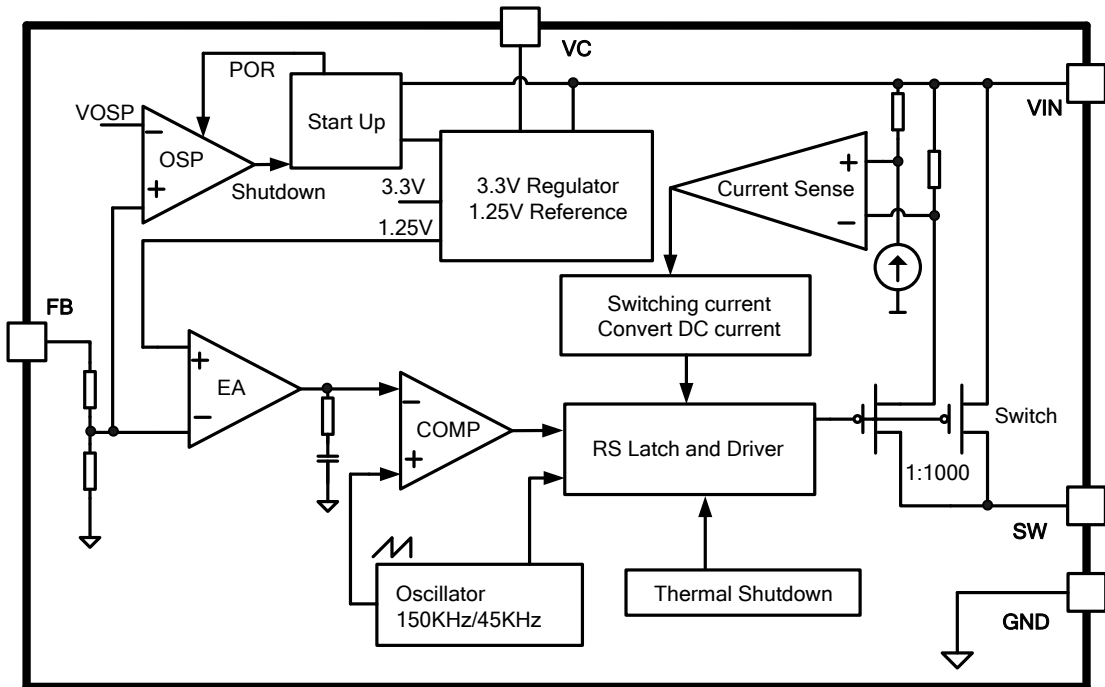 VC
POR
VIN
VOSP
Start Up
−
OSP
+
Shutdown
3.3V
3.3V Regulator
1.25V Reference
1.25V
+
Current Sense
−
Switching current
Convert DC current
FB
+
EA
−
−
COMP
+
RS Latch and Driver
Switch
1:1000
SW
Oscillator
150KHz/45KHz
Thermal Shutdown
GND